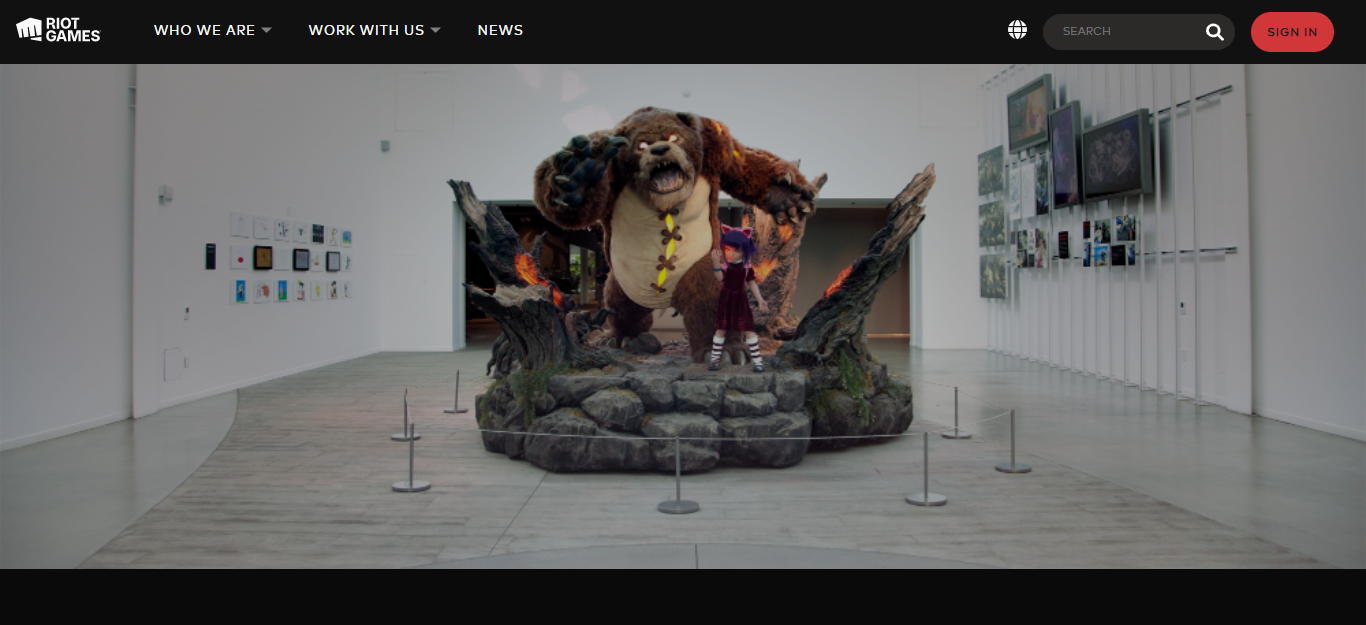 RIOT
GAMES
WHO WE ARE
WORK WITH US
NEWS
SEARCH
SIGN IN